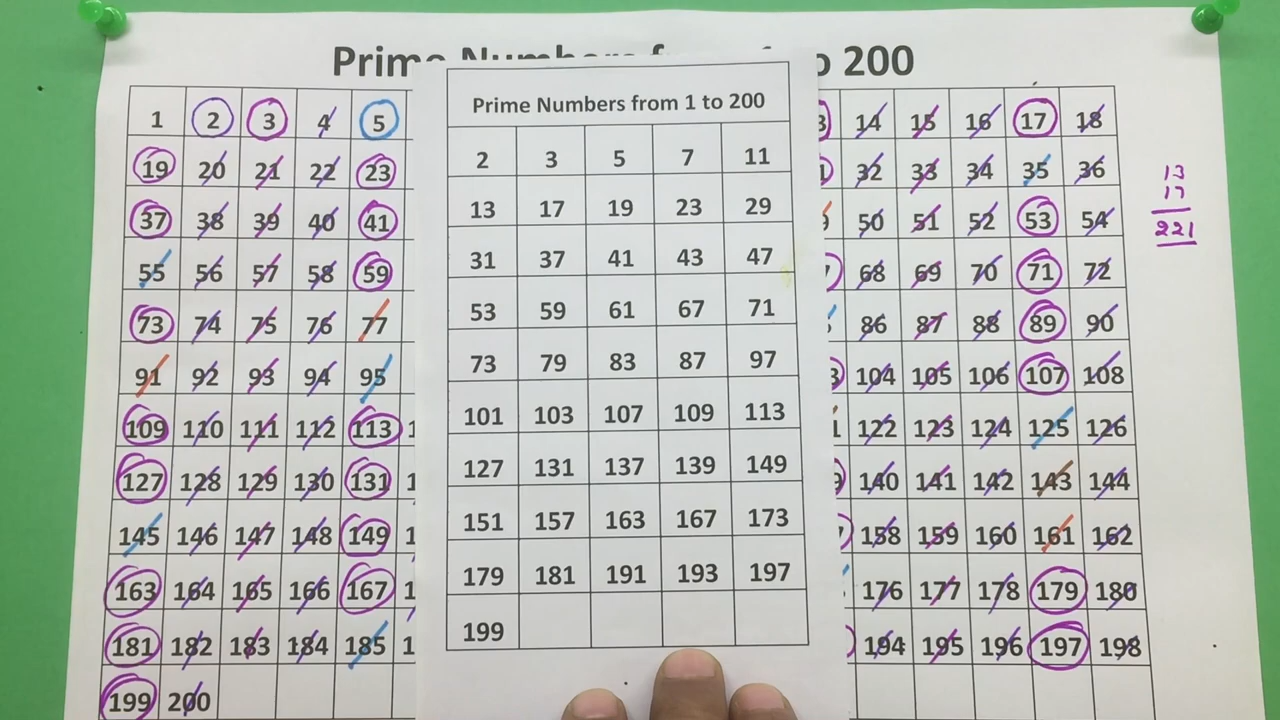 Prime Numbers from 1 to 200
1 2 3 4 5
19 20 21 22 23
37 38 39 40 41
55 56 57 58 59
73 74 75 76 77
91 92 93 94 95
109 110 111 112 113
127 128 129 130 131
145 146 147 148 149
163 164 165 166 167
181 182 183 184 185
199 200
Prime Numbers from 1 to 200
2 3 5 7 11
13 17 19 23 29
31 37 41 43 47
53 59 61 67 71
73 79 83 87 97
101 103 107 109 113
127 131 137 139 149
151 157 163 167 173
179 181 191 193 197
199
14 15 16 17 18
32 33 34 35 36
50 51 52 53 54
68 69 70 71 72
86 87 88 89 90
104 105 106 107 108
122 123 124 125 126
140 141 142 143 144
158 159 160 161 162
176 177 178 179 180
194 195 196 197 198
13
17
221